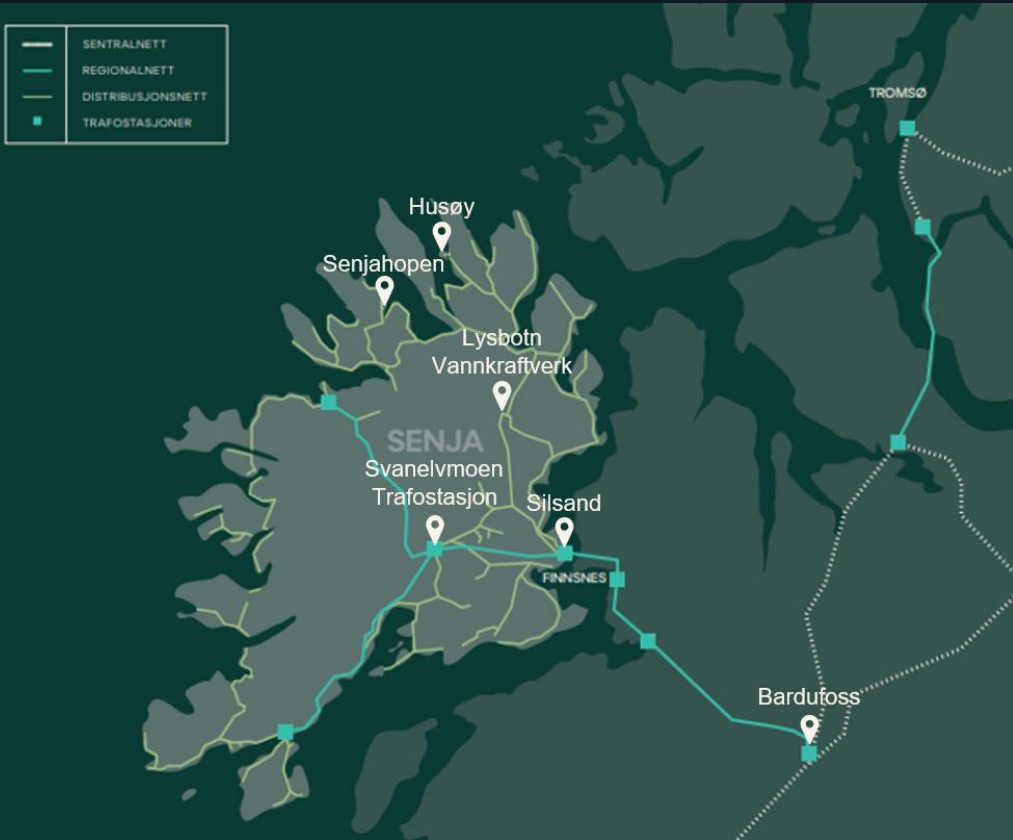 SENTRALNETT
REGIONALNETT
DISTRIBUSJONSNETT
TRAFOSTASJONER
TROMSØ
Husøy
Senjahopen
Lysbotn
Vannkraftverk
SENJA
Svanelvmoen
Trafostasjon
Silsand
FINNSNES
Bardufoss